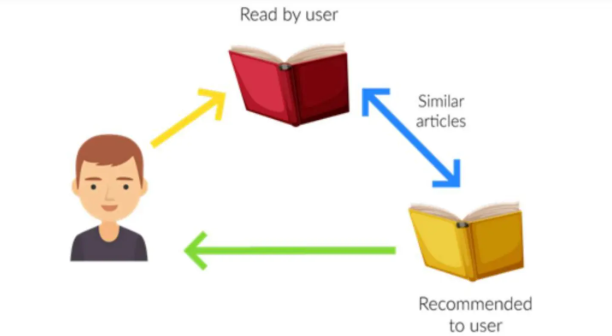 Read by user
Similar
articles
Recommended
to user